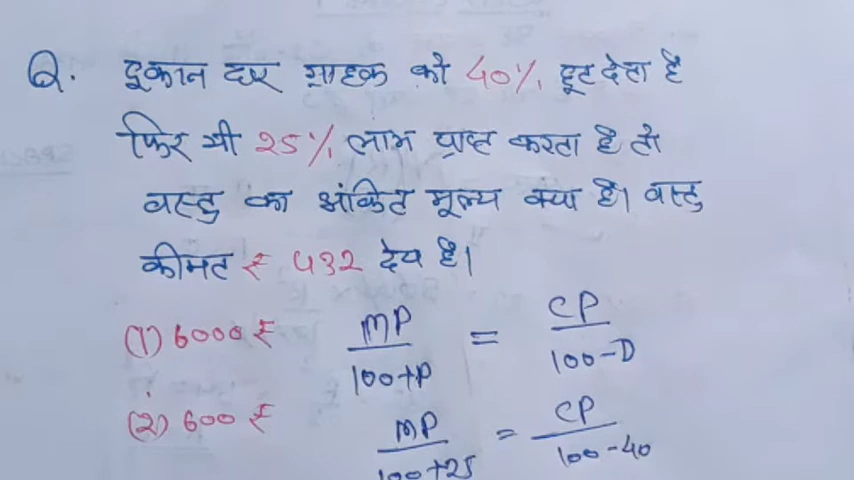 Q. दुकान दार ग्राहक को 40% छूट देता है
फिर भी 25% लाभ प्राप्त करता है तो
वस्तु का अंकित मूल्य क्या है। वस्तु
कीमत ₹ ५३२ देय है।
(1) 6000 ₹ MP/100+P = CP/100-D
(2) 600 ₹ MP/100+25 = CP/100-40